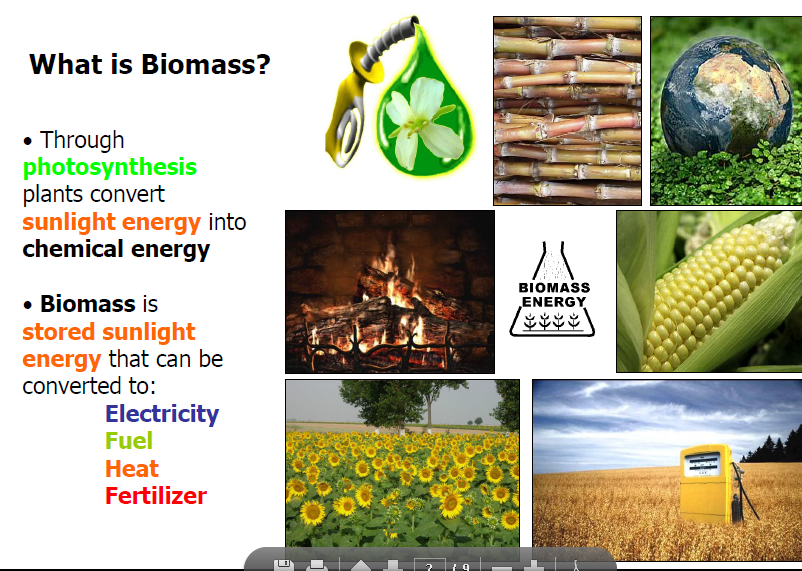 What is Biomass?
• Through
photosynthesis
plants convert
sunlight energy into
chemical energy
• Biomass is
stored sunlight
energy that can be
converted to:
Electricity
Fuel
Heat
Fertilizer
BIOMASS
ENERGY
/ 9